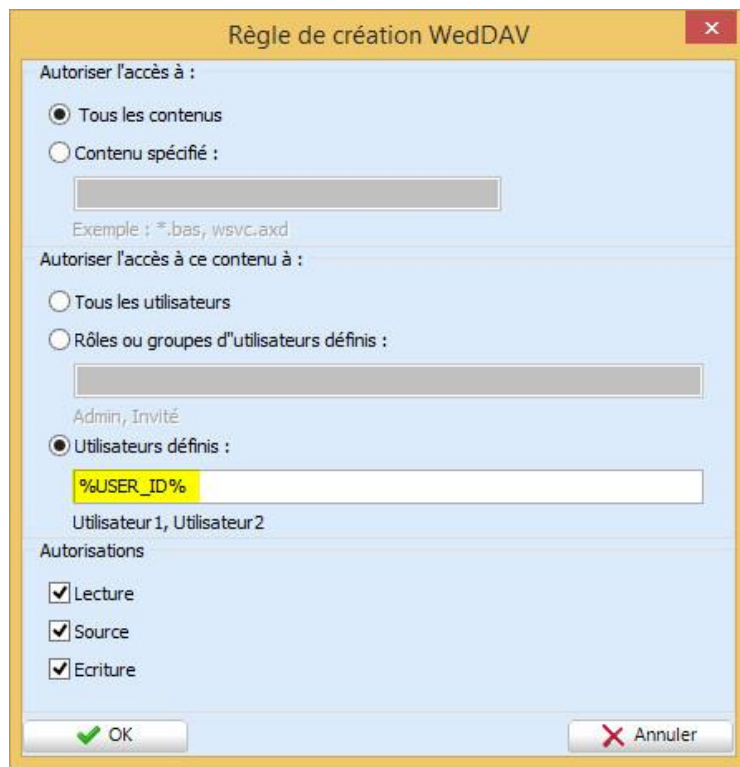 Règle de création WedDAV
Autoriser l'accès à :
Tous les contenus
Contenu spécifié :
Exemple : *.bas, wsvc.axd
Autoriser l'accès à ce contenu à :
Tous les utilisateurs
Rôles ou groupes d''utilisateurs définis :
Admin, Invité
Utilisateurs définis :
%USER_ID%
Utilisateur1, Utilisateur2
Autorisations
Lecture
Source
Ecriture
OK
Annuler